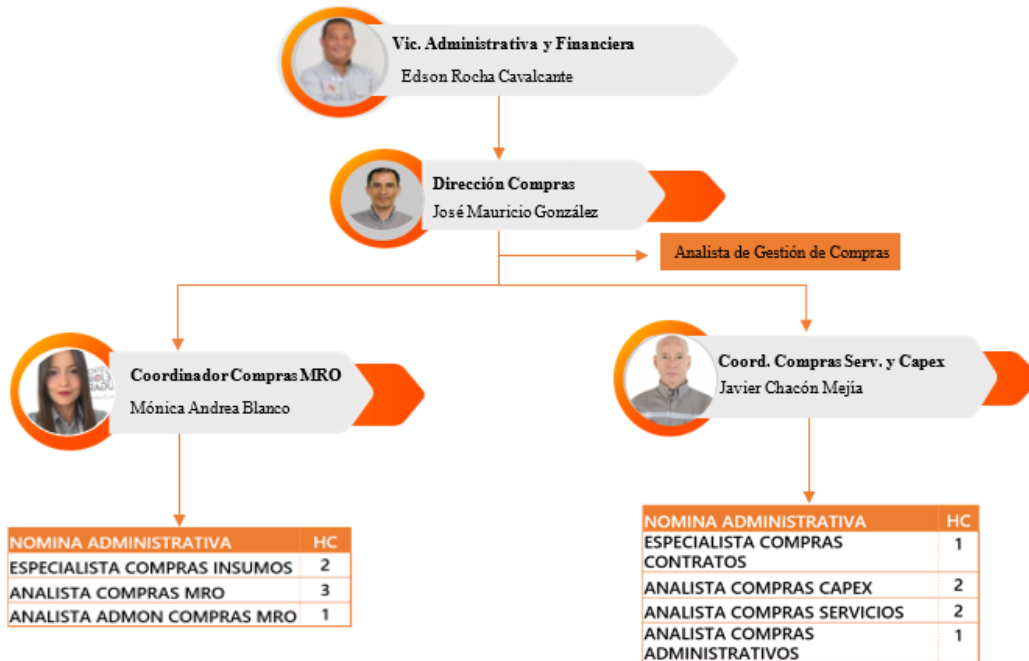 Vic. Administrativa y Financiera
Edson Rocha Cavalcante
Dirección Compras
José Mauricio González
Analista de Gestión de Compras
Coordinador Compras MRO
Mónica Andrea Blanco
Coord. Compras Serv. y Capex
Javier Chacón Mejía
NOMINA ADMINISTRATIVA HC
ESPECIALISTA COMPRAS INSUMOS 2
ANALISTA COMPRAS MRO 3
ANALISTA ADMON COMPRAS MRO 1
NOMINA ADMINISTRATIVA HC
ESPECIALISTA COMPRAS 1
CONTRATOS
ANALISTA COMPRAS CAPEX 2
ANALISTA COMPRAS SERVICIOS 2
ANALISTA COMPRAS 1
ADMINISTRATIVOS